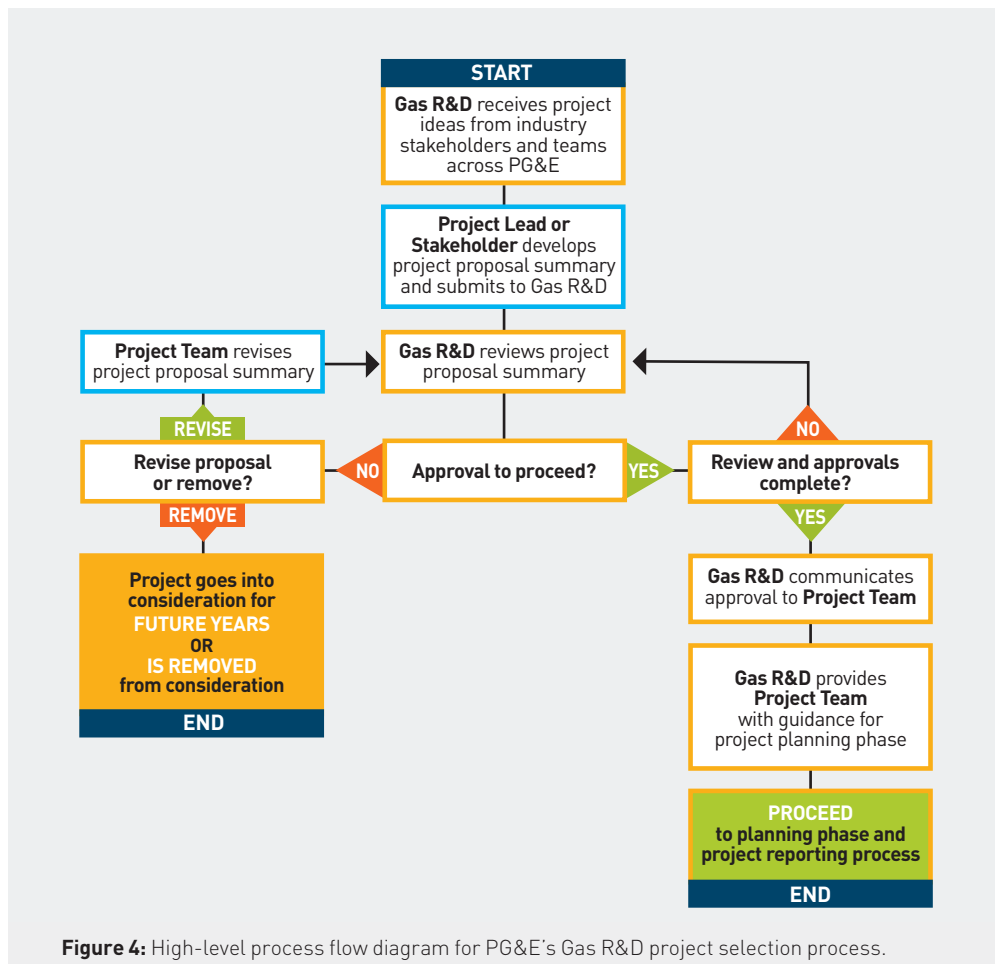 START
Gas R&D receives project
ideas from industry
stakeholders and teams
across PG&E
Project Lead or
Stakeholder develops
project proposal summary
and submits to Gas R&D
Project Team revises
project proposal summary
Gas R&D reviews project
proposal summary
REVISE
NO
Revise proposal
or remove?
NO
Approval to proceed?
YES
Review and approvals
complete?
REMOVE
YES
Project goes into
consideration for
FUTURE YEARS
OR
IS REMOVED
from consideration
END
Gas R&D communicates
approval to Project Team
Gas R&D provides
Project Team
with guidance for
project planning phase
PROCEED
to planning phase and
project reporting process
END
Figure 4: High-level process flow diagram for PG&E's Gas R&D project selection process.